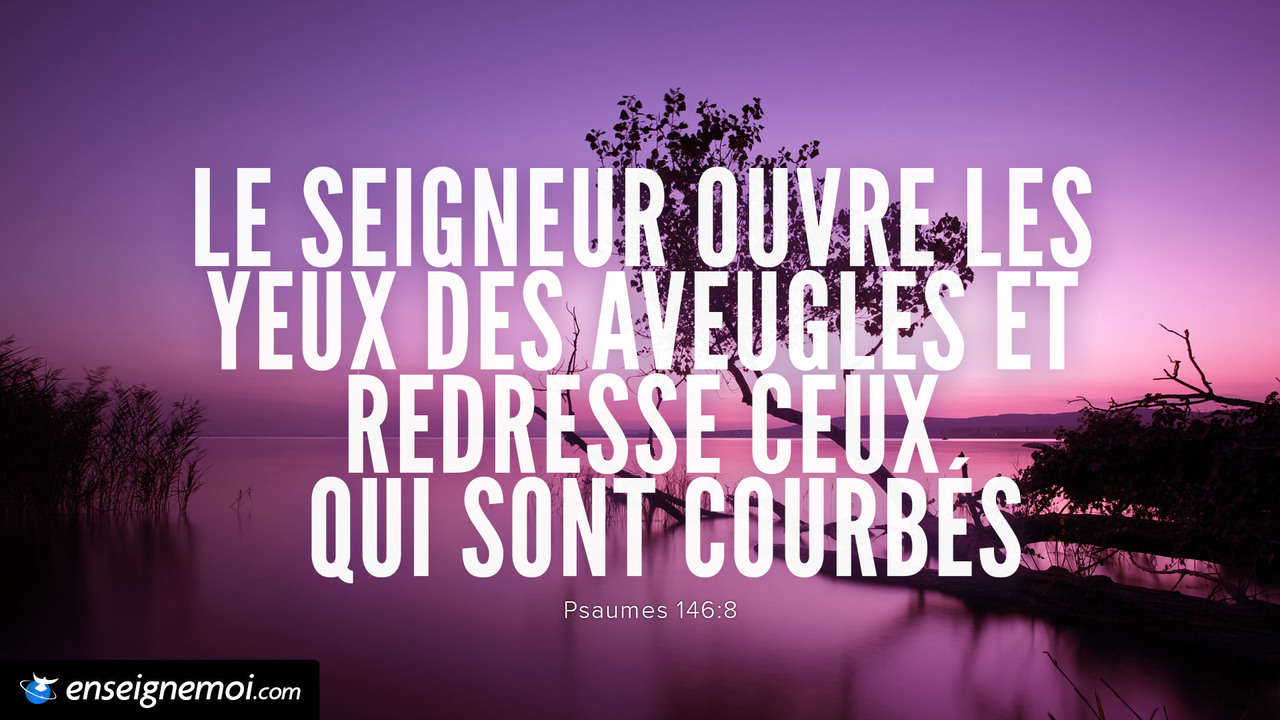 LE SEIGNEUR OUVRE LES
YEUX DES AVEUGLES ET
REDRESSE CEUX
QUI SONT COURBÉS
Psaumes 146:8
enseignemoi.com